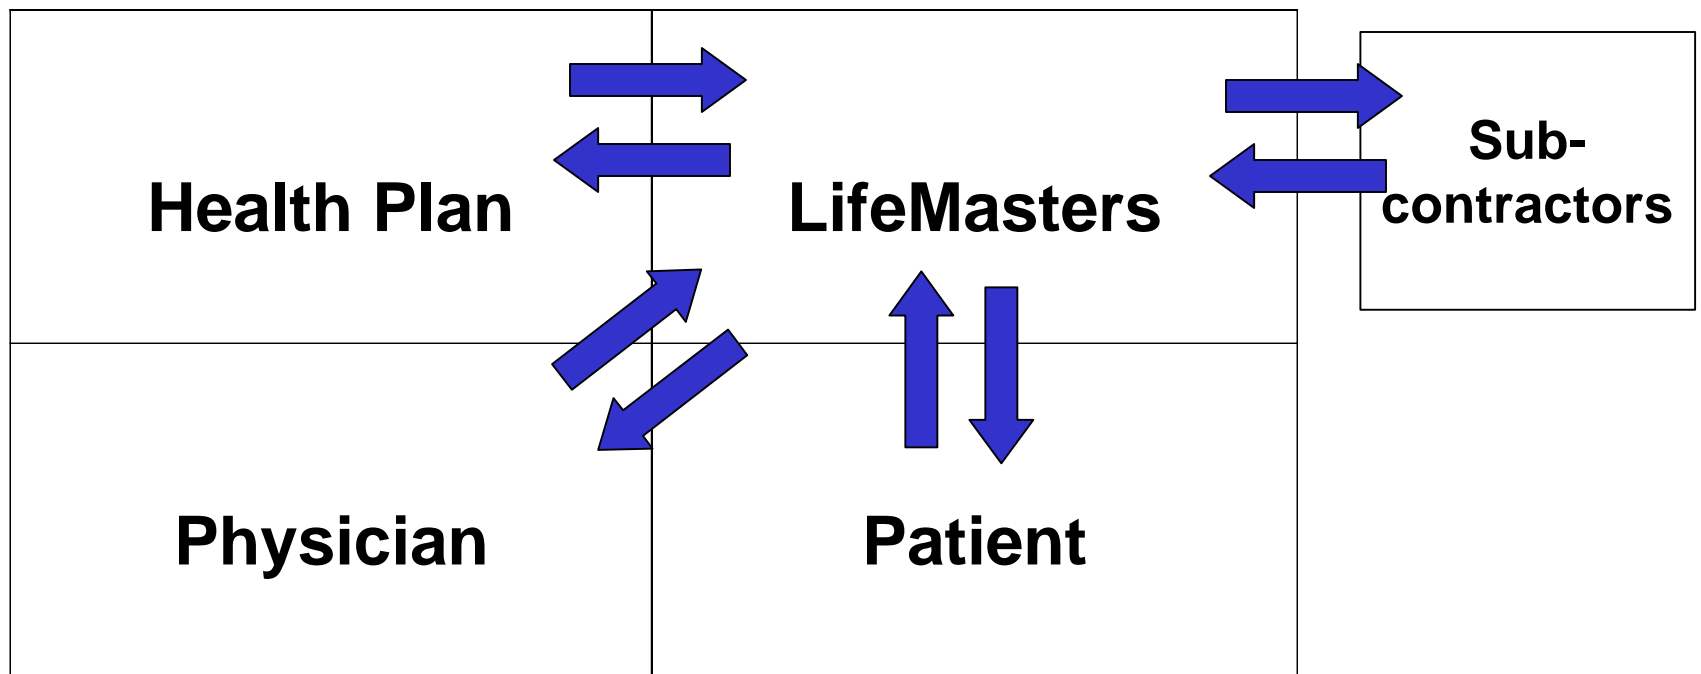 Health Plan
LifeMasters
Sub-
contractors
Physician
Patient